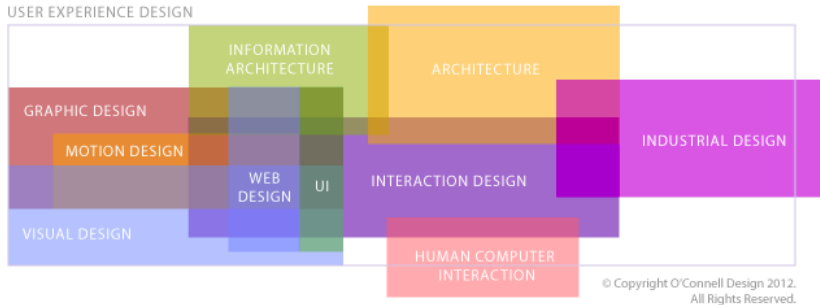 USER EXPERIENCE DESIGN
INFORMATION
ARCHITECTURE
ARCHITECTURE
GRAPHIC DESIGN
MOTION DESIGN
INDUSTRIAL DESIGN
WEB
DESIGN
UI
INTERACTION DESIGN
VISUAL DESIGN
HUMAN COMPUTER
INTERACTION
© Copyright O'Connell Design 2012.
All Rights Reserved.